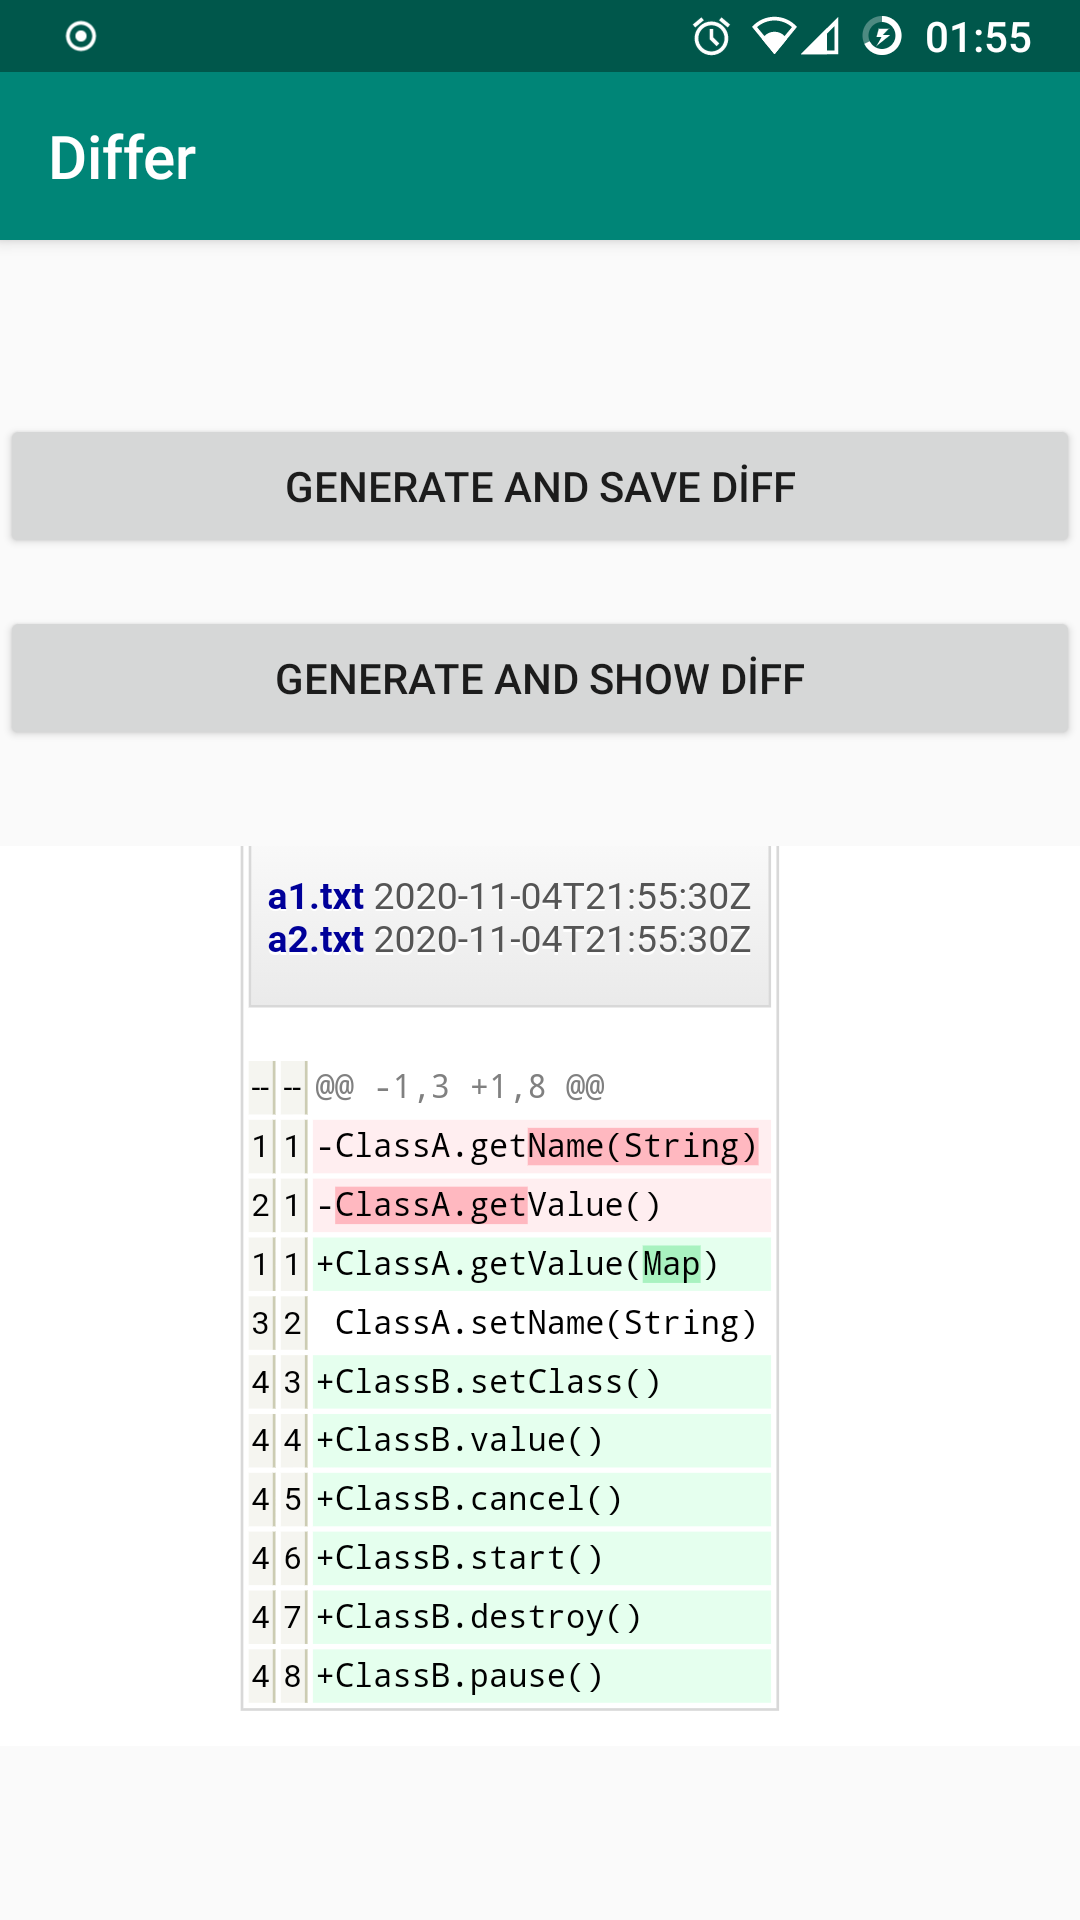 01:55
Differ
GENERATE AND SAVE DİFF
GENERATE AND SHOW DİFF
a1.txt 2020-11-04T21:55:30Z
a2.txt 2020-11-04T21:55:30Z
-- -- @@ -1,3 +1,8 @@
1 1 -ClassA.getName(String)
2 1 -ClassA.getValue()
1 1 +ClassA.getValue(Map)
3 2  ClassA.setName(String)
4 3 +ClassB.setClass()
4 4 +ClassB.value()
4 5 +ClassB.cancel()
4 6 +ClassB.start()
4 7 +ClassB.destroy()
4 8 +ClassB.pause()